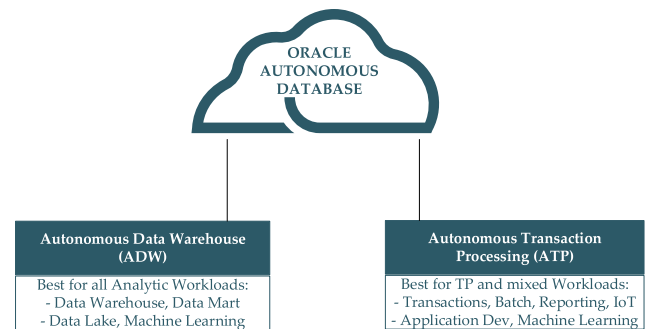 ORACLE
AUTONOMOUS
DATABASE
Autonomous Data Warehouse
(ADW)
Best for all Analytic Workloads:
- Data Warehouse, Data Mart
- Data Lake, Machine Learning
Autonomous Transaction
Processing (ATP)
Best for TP and mixed Workloads:
- Transactions, Batch, Reporting, IoT
- Application Dev, Machine Learning